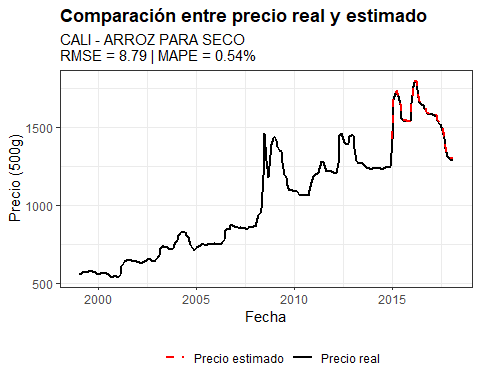 Comparación entre precio real y estimado
CALI - ARROZ PARA SECO
RMSE = 8.79 | MAPE = 0.54%
Precio (500g)
1500
1000
500
2000
2005
2010
2015
Fecha
Precio estimado
Precio real